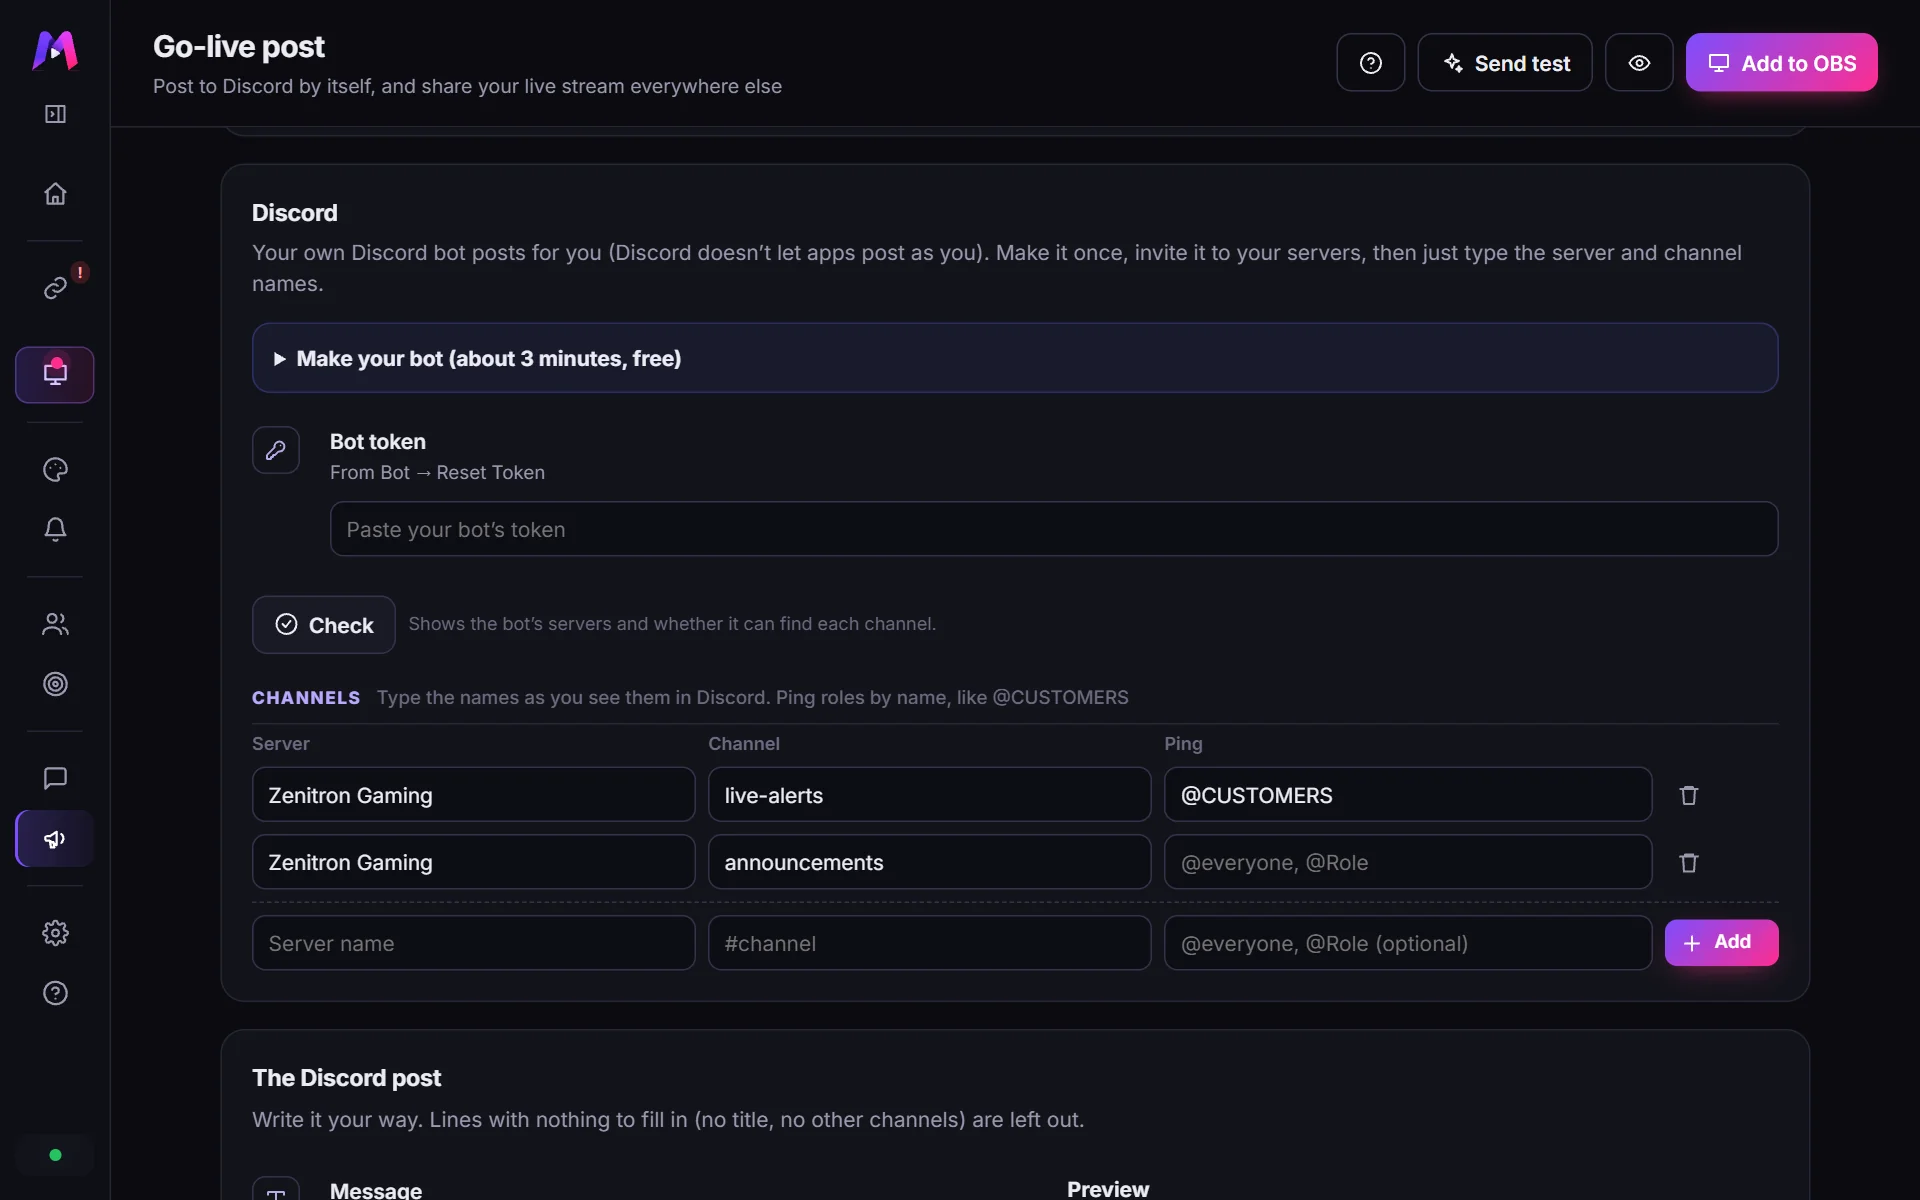 Go-live post
Post to Discord by itself, and share your live stream everywhere else
Send test
Add to OBS
!
Discord
Your own Discord bot posts for you (Discord doesn’t let apps post as you). Make it once, invite it to your servers, then just type the server and channel
names.
Make your bot (about 3 minutes, free)
Bot token
From Bot → Reset Token
Paste your bot’s token
Check
Shows the bot’s servers and whether it can find each channel.
CHANNELS Type the names as you see them in Discord. Ping roles by name, like @CUSTOMERS
Server Channel Ping
Zenitron Gaming live-alerts @CUSTOMERS
Zenitron Gaming announcements @everyone, @Role
Server name #channel @everyone, @Role (optional) Add
The Discord post
Write it your way. Lines with nothing to fill in (no title, no other channels) are left out.
Message Preview